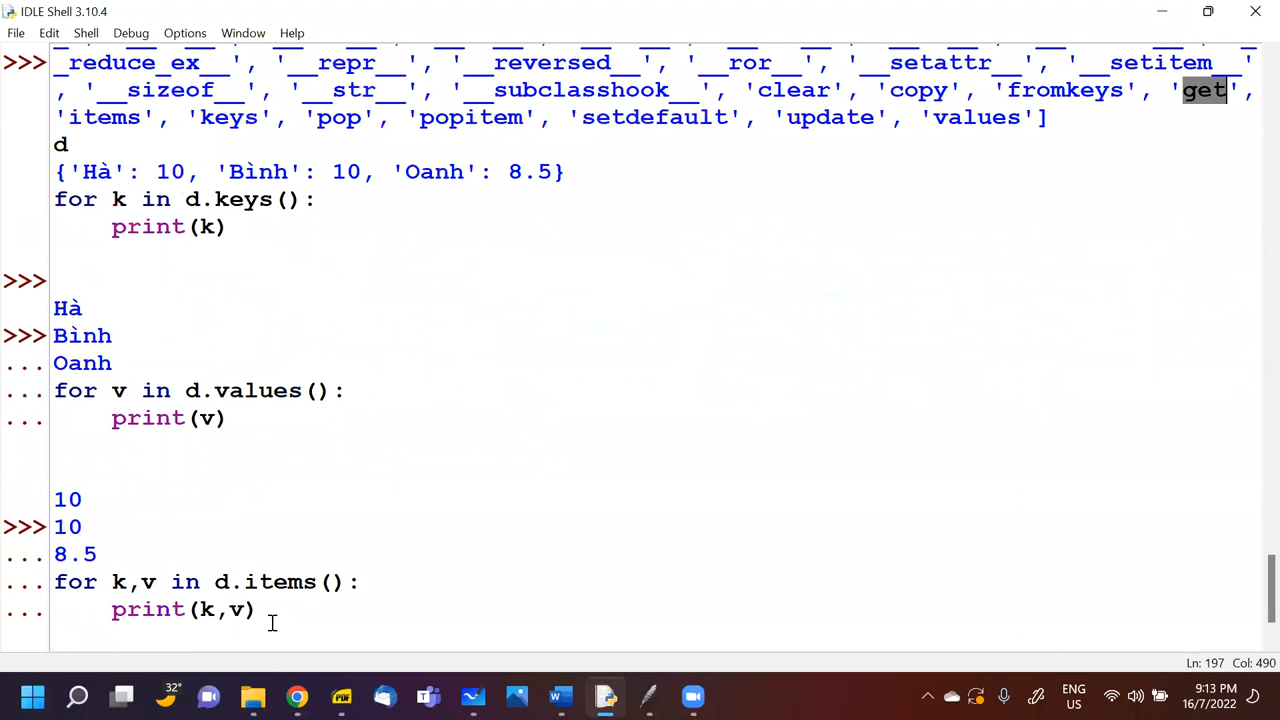 IDLE Shell 3.10.4
File Edit Shell Debug Options Window Help
>>> _reduce_ex__', '__repr__', '__reversed__', '__ror__', '__setattr__', '__setitem__'
, '__sizeof__', '__str__', '__subclasshook__', 'clear', 'copy', 'fromkeys', 'get',
'items', 'keys', 'pop', 'popitem', 'setdefault', 'update', 'values']
d
{'Hà': 10, 'Bình': 10, 'Oanh': 8.5}
for k in d.keys():
print(k)
>>>
Hà
>>> Bình
... Oanh
... for v in d.values():
... print(v)
10
>>> 10
... 8.5
... for k,v in d.items():
... print(k,v)
Ln: 197 Col: 490
32°
ENG
US
9:13 PM
16/7/2022